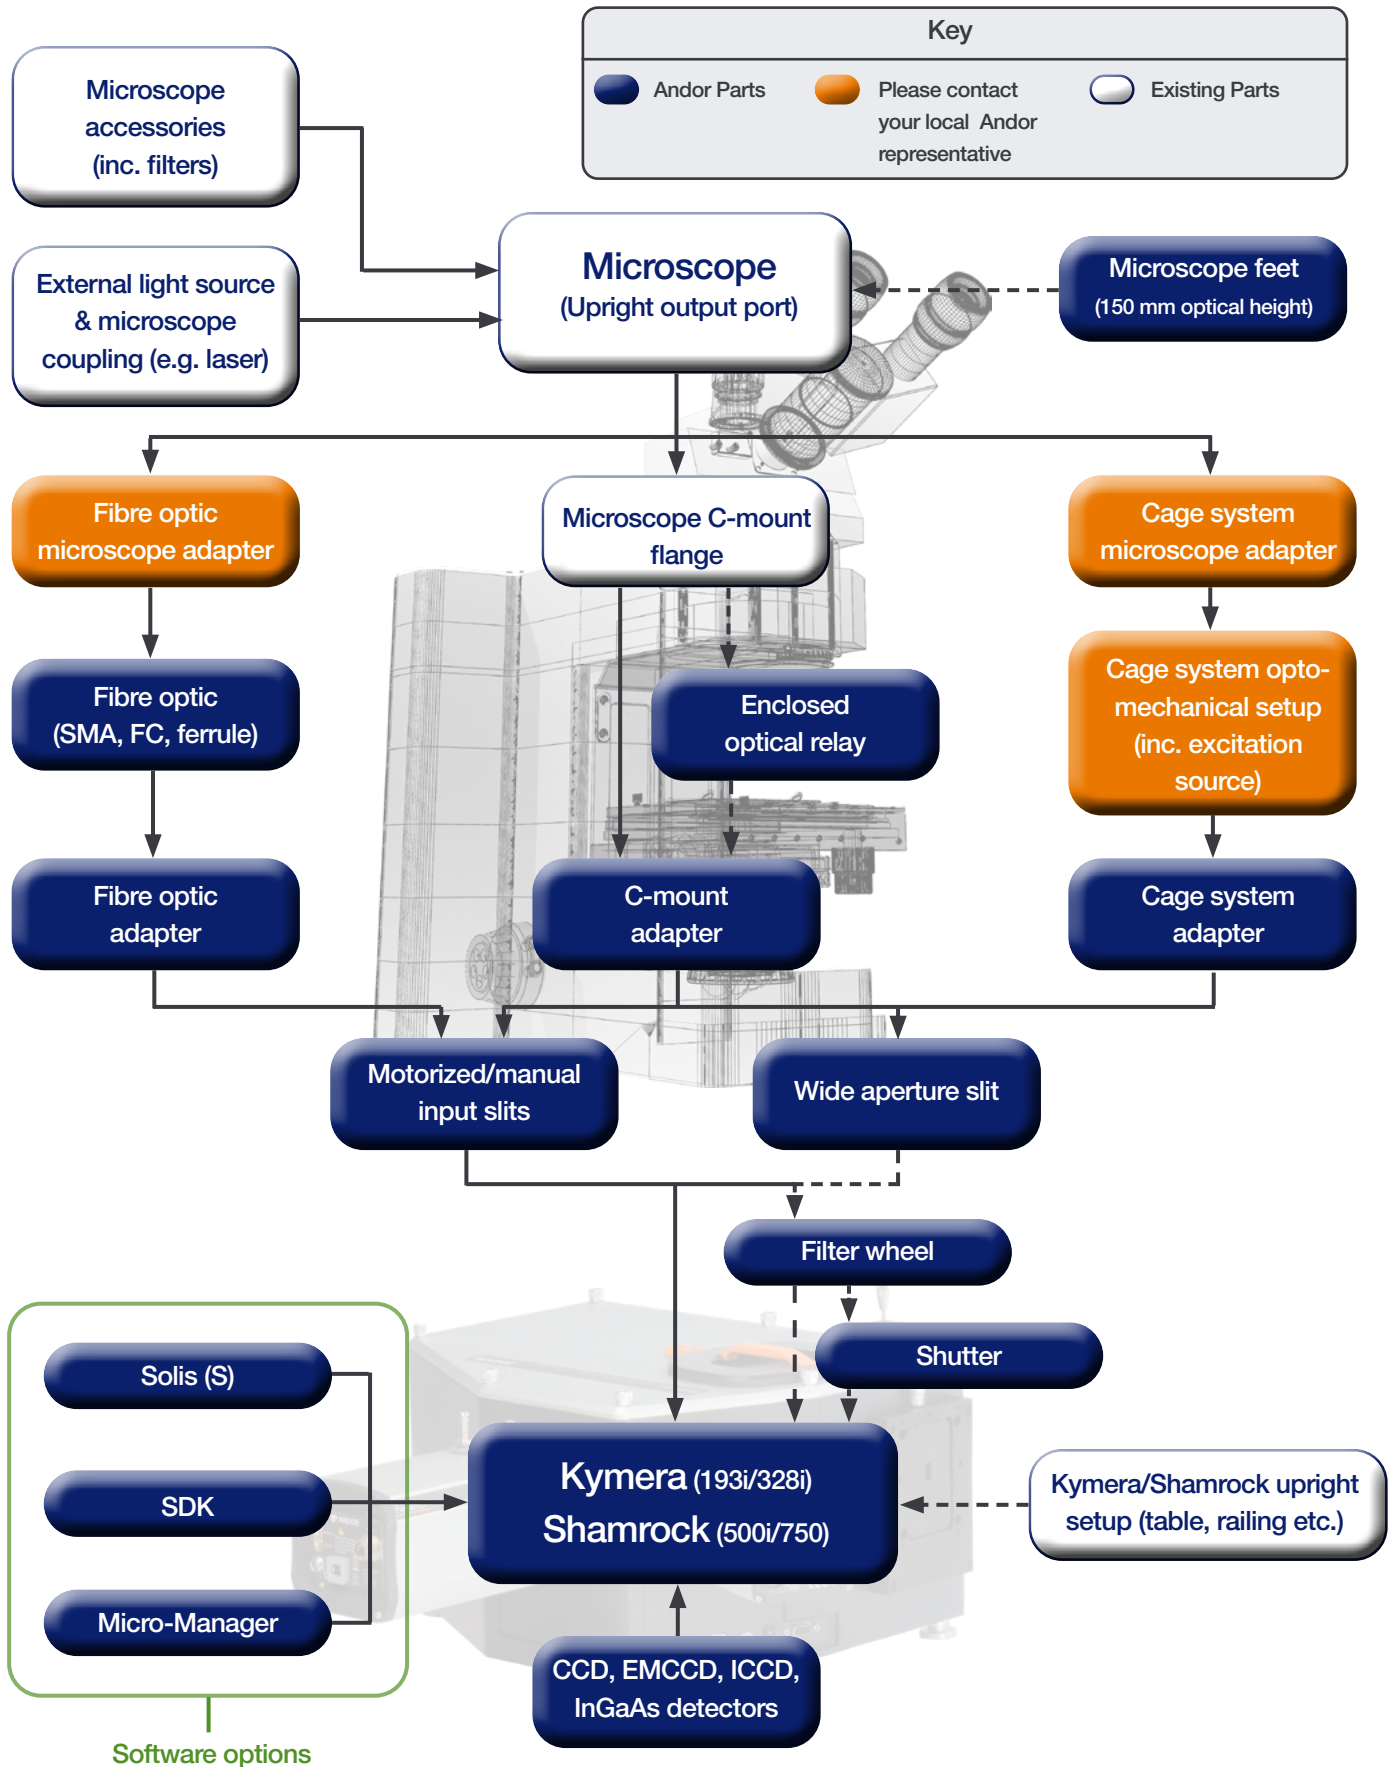 Key
Andor Parts
Please contact
your local Andor
representative
Existing Parts
Microscope
accessories
(inc. filters)
External light source
& microscope
coupling (e.g. laser)
Microscope
(Upright output port)
Microscope feet
(150 mm optical height)
Fibre optic
microscope adapter
Microscope C-mount
flange
Cage system
microscope adapter
Fibre optic
(SMA, FC, ferrule)
Enclosed
optical relay
Cage system opto-
mechanical setup
(inc. excitation
source)
Fibre optic
adapter
C-mount
adapter
Cage system
adapter
Motorized/manual
input slits
Wide aperture slit
Filter wheel
Shutter
Solis (S)
SDK
Micro-Manager
Software options
Kymera (193i/328i)
Shamrock (500i/750)
Kymera/Shamrock upright
setup (table, railing etc.)
CCD, EMCCD, ICCD,
InGaAs detectors